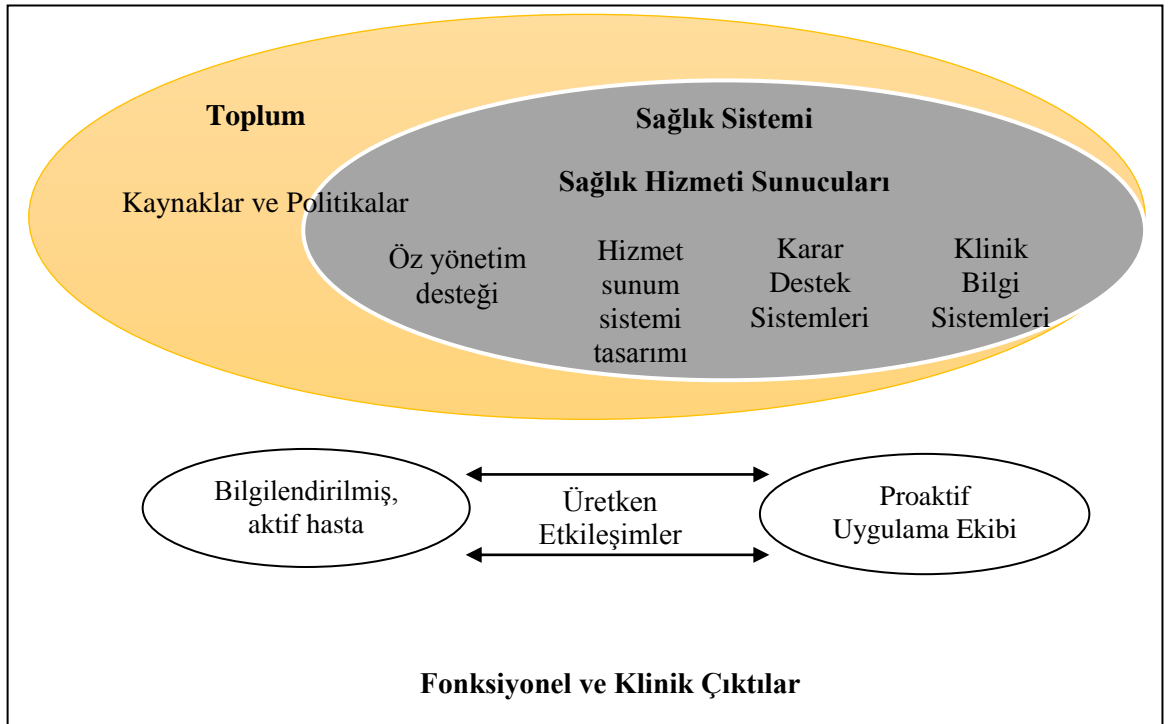 Toplum
Sağlık Sistemi
Sağlık Hizmeti Sunucuları
Kaynaklar ve Politikalar
Öz yönetim
desteği
Hizmet
sunum
sistemi
tasarımı
Karar
Destek
Sistemleri
Klinik
Bilgi
Sistemleri
Bilgilendirilmiş,
aktif hasta
Üretken
Etkileşimler
Proaktif
Uygulama Ekibi
Fonksiyonel ve Klinik Çıktılar